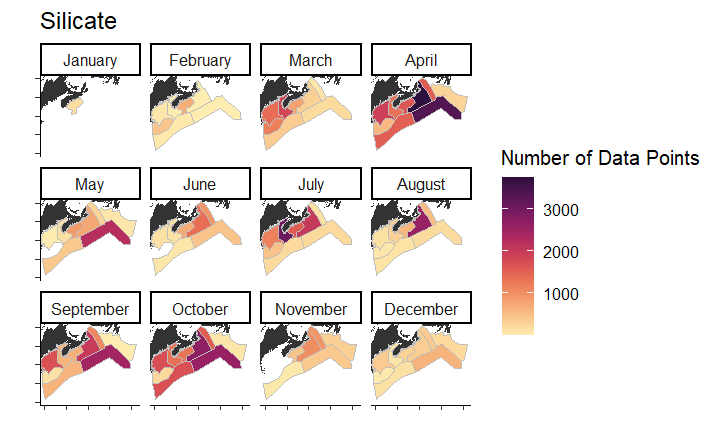 Silicate
January February March April
Number of Data Points
May June July August
3000
2000
1000
September October November December